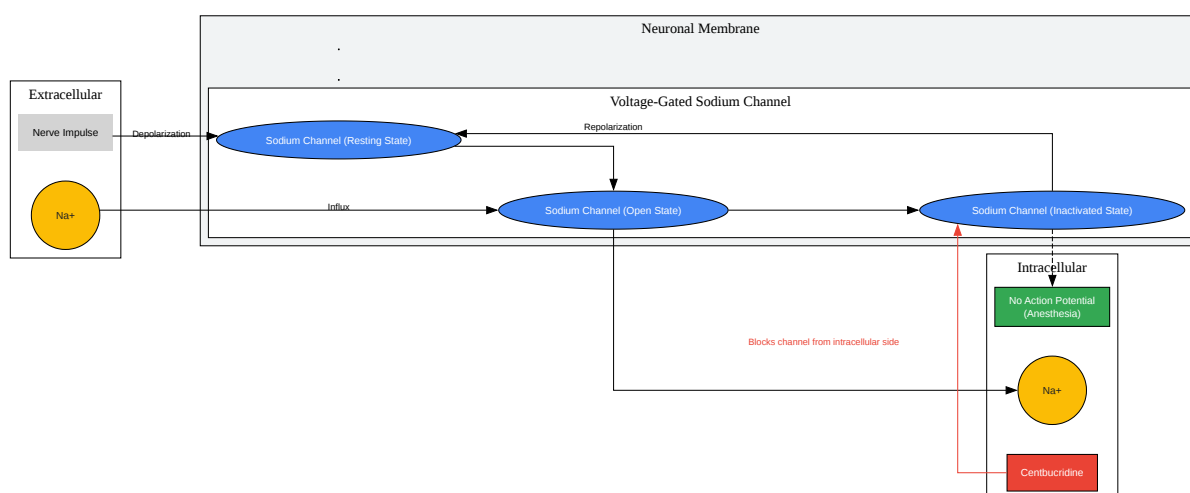 Neuronal Membrane
.
.
Extracellular
Voltage-Gated Sodium Channel
Nerve Impulse
Depolarization
Repolarization
Sodium Channel (Resting State)
Na+
Influx
Sodium Channel (Open State)
Sodium Channel (Inactivated State)
Intracellular
No Action Potential
(Anesthesia)
Blocks channel from intracellular side
Na+
Centbucridine